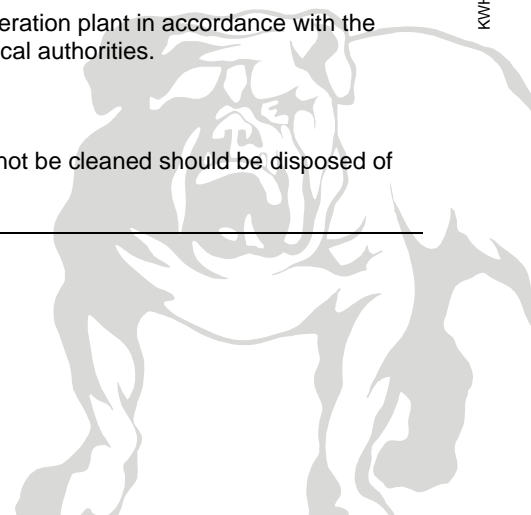 eration plant in accordance with the
cal authorities.
not be cleaned should be disposed of